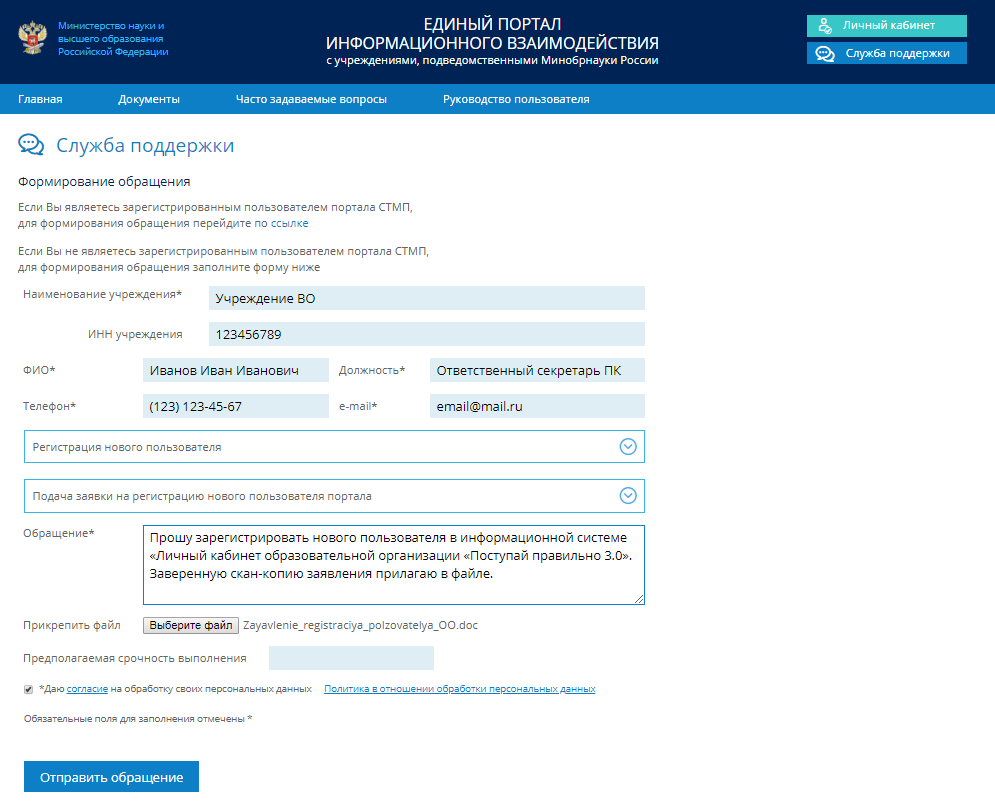 Министерство науки и
высшего образования
Российской Федерации
ЕДИНЫЙ ПОРТАЛ
ИНФОРМАЦИОННОГО ВЗАИМОДЕЙСТВИЯ
с учреждениями, подведомственными Минобрнауки России
Личный кабинет
Служба поддержки
Главная Документы Часто задаваемые вопросы Руководство пользователя
Служба поддержки
Формирование обращения
Если Вы являетесь зарегистрированным пользователем портала СТМП,
для формирования обращения перейдите по ссылке
Если Вы не являетесь зарегистрированным пользователем портала СТМП,
для формирования обращения заполните форму ниже
Наименование учреждения* Учреждение ВО
ИНН учреждения 123456789
ФИО* Иванов Иван Иванович Должность* Ответственный секретарь ПК
Телефон* (123) 123-45-67 e-mail* email@mail.ru
Регистрация нового пользователя
Подача заявки на регистрацию нового пользователя портала
Обращение* Прошу зарегистрировать нового пользователя в информационной системе
«Личный кабинет образовательной организации «Поступай правильно 3.0».
Заверенную скан-копию заявления прилагаю в файле.
Прикрепить файл Выберите файл Zayavlenie_registraciya_polzovatelya_OO.doc
Предполагаемая срочность выполнения
*Даю согласие на обработку своих персональных данных Политика в отношении обработки персональных данных
Обязательные поля для заполнения отмечены *
Отправить обращение